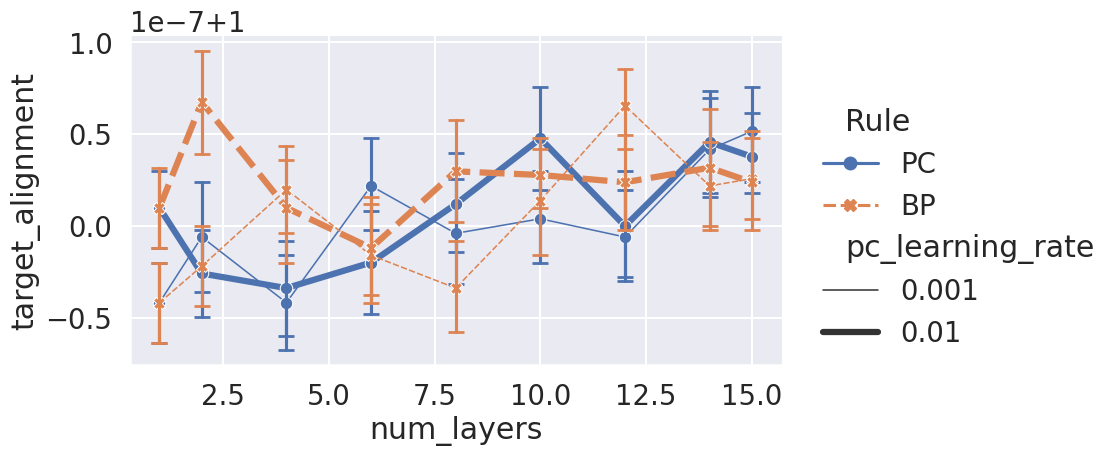 1e−7+1
1.0
0.5
0.0
−0.5
target_alignment
2.5
5.0
7.5
10.0
12.5
15.0
num_layers
Rule
PC
BP
pc_learning_rate
0.001
0.01